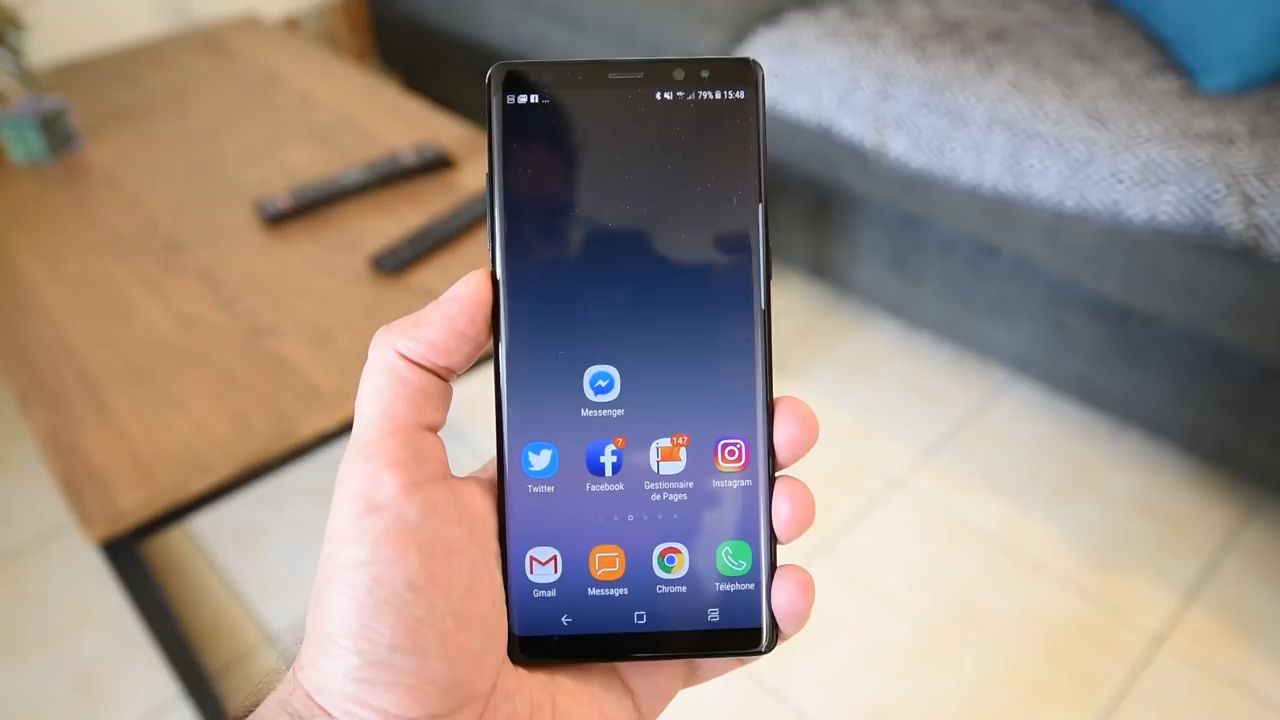 79% 15:48
Messenger
7
147
Twitter
Facebook
Gestionnaire
de Pages
Instagram
Gmail
Messages
Chrome
Téléphone